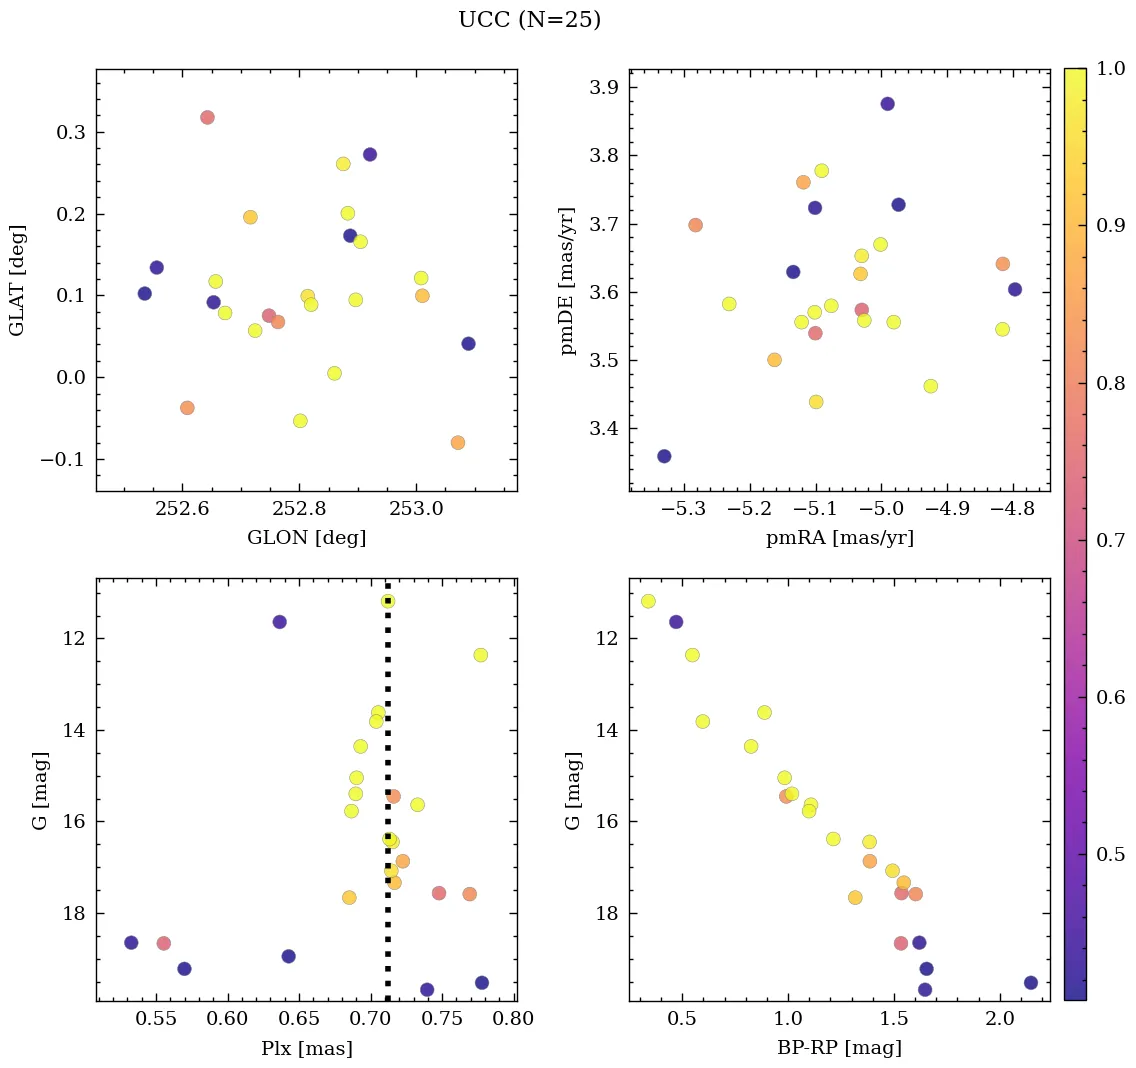 UCC (N=25)
0.3
0.2
0.1
0.0
−0.1
GLAT [deg]
252.6 252.8 253.0
GLON [deg]
3.9
3.8
3.7
3.6
3.5
3.4
pmDE [mas/yr]
−5.3 −5.2 −5.1 −5.0 −4.9 −4.8
pmRA [mas/yr]
12
14
16
18
G [mag]
0.55 0.60 0.65 0.70 0.75 0.80
Plx [mas]
12
14
16
18
G [mag]
0.5 1.0 1.5 2.0
BP-RP [mag]
1.0
0.9
0.8
0.7
0.6
0.5